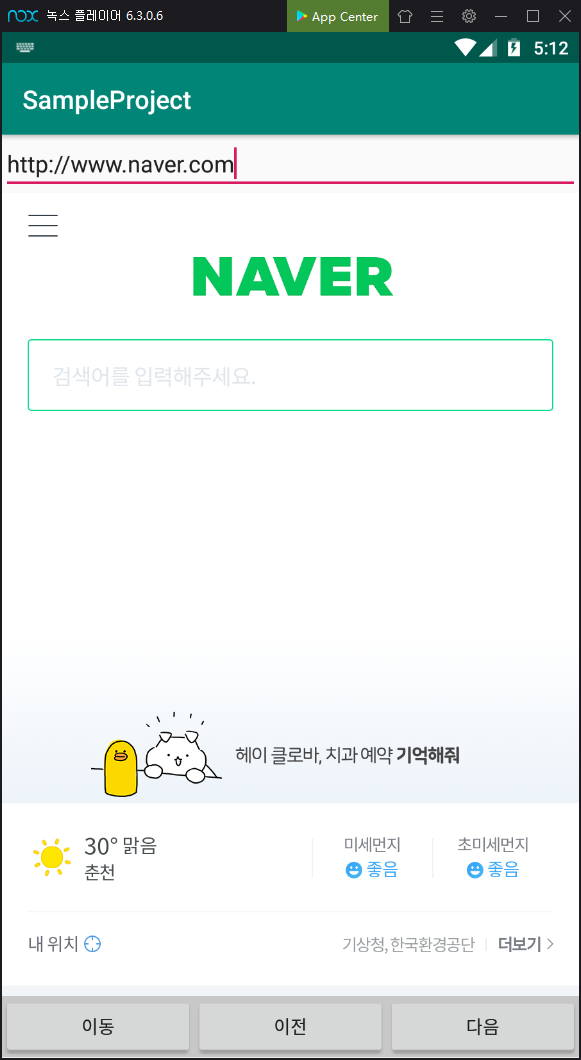 nox 녹스 플레이어 6.3.0.6 App Center
5:12
SampleProject
http://www.naver.com
NAVER
검색어를 입력해주세요.
헤이 클로바, 치과 예약 기억해줘
30° 맑음 미세먼지 초미세먼지
춘천 좋음 좋음
내 위치 기상청, 한국환경공단 더보기
이동 이전 다음